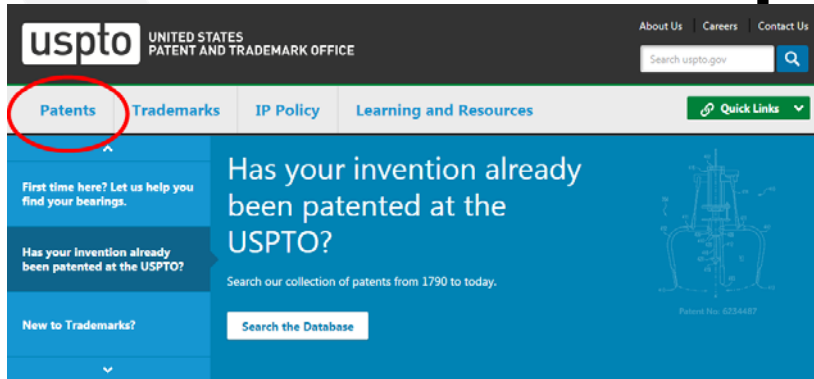 About Us Careers Contact Us
uspto UNITED STATES
PATENT AND TRADEMARK OFFICE
Search uspto.gov
Patents Trademarks IP Policy Learning and Resources Quick Links
First time here? Let us help you
find your bearings.
Has your invention already
been patented at the USPTO?
New to Trademarks?
Has your invention already
been patented at the
USPTO?
Search our collection of patents from 1790 to today.
Search the Database
Patent No: 6234487